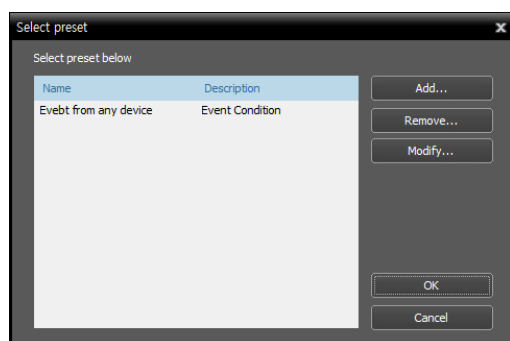 Select preset x
Select preset below
Name Description Add...
Evebt from any device Event Condition
Remove...
Modify...
OK
Cancel